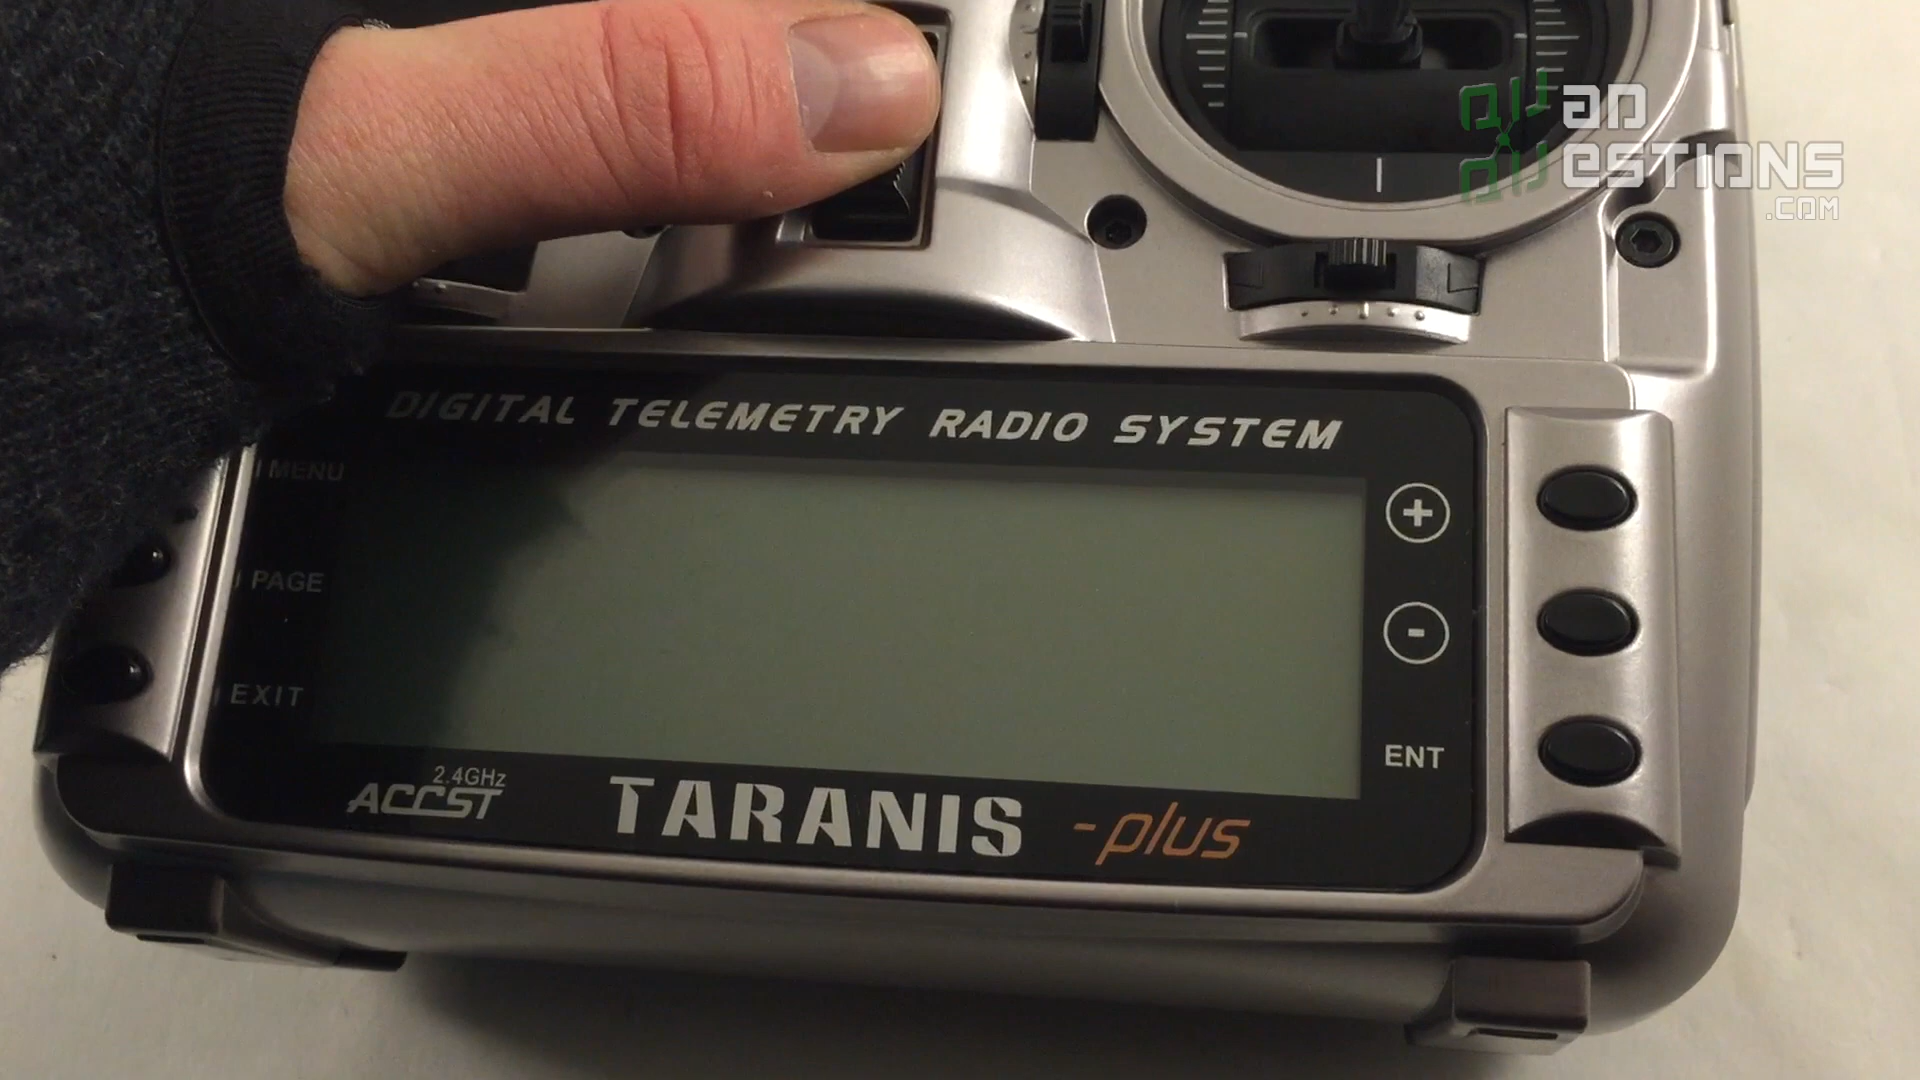 QUAD
QUESTIONS
.COM
DIGITAL TELEMETRY RADIO SYSTEM
MENU
+
PAGE
-
EXIT
ENT
2.4GHz
ACCST
TARANIS -plus